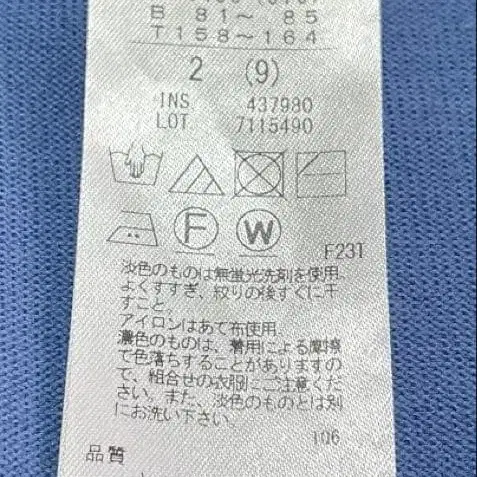 B 81〜 85
T158〜164
2 (9)
INS 437980
LOT 7115490
F W
F23T
淡色のものは無蛍光洗剤を使用、
よくすすぎ、絞りの後すぐに干
すこと。
アイロンはあて布使用。
濃色のものは、着用による摩擦
で色落ちすることがありますの
で、組合せの衣服にご注意くだ
さい。また、淡色のものとは別
にお洗い下さい。
106
品質